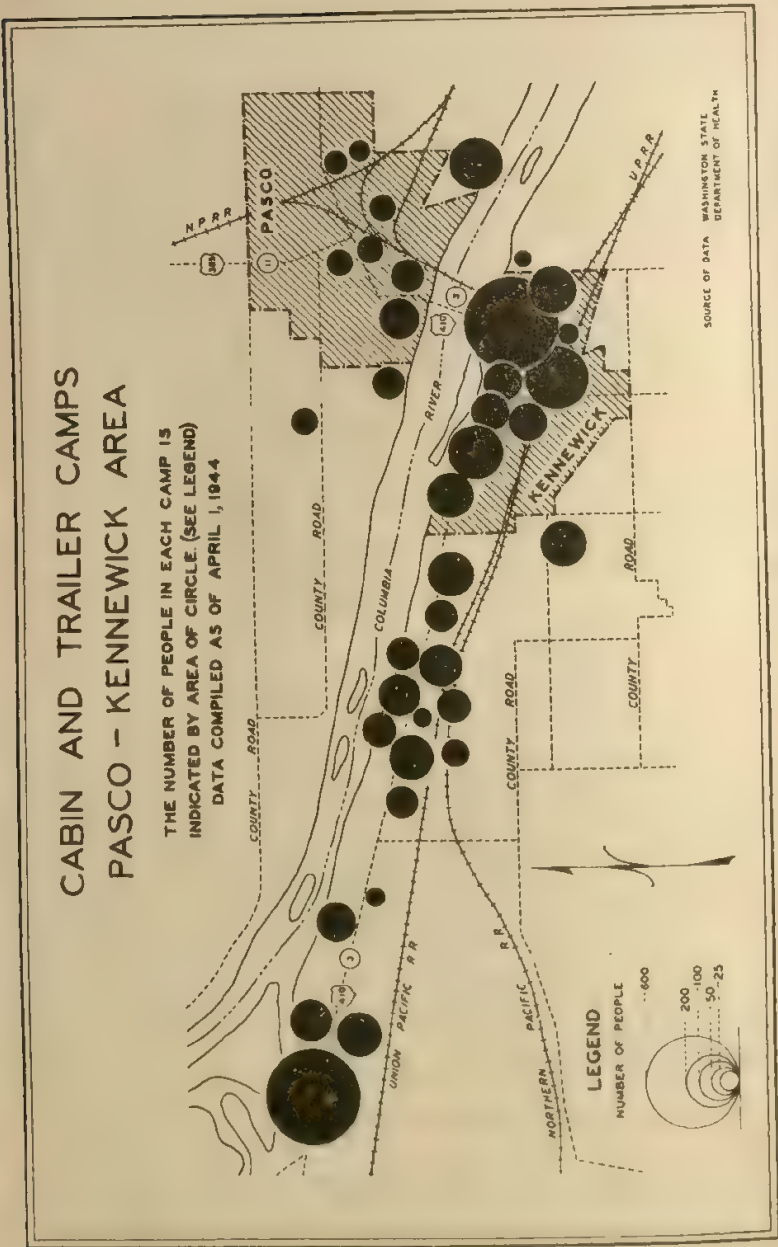 CABIN AND TRAILER CAMPS
PASCO - KENNEWICK AREA
THE NUMBER OF PEOPLE IN EACH CAMP IS
INDICATED BY AREA OF CIRCLE. (SEE LEGEND)
DATA COMPILED AS OF APRIL 1, 1944
COUNTY ROAD
COUNTY ROAD
N P R R
395
11
PASCO
COLUMBIA
RIVER
410
3
410
3
UNION PACIFIC R R
NORTHERN PACIFIC R R
KENNEWICK
U P R R
COUNTY ROAD
COUNTY ROAD
LEGEND
NUMBER OF PEOPLE
600
200
100
50
25
SOURCE OF DATA WASHINGTON STATE
DEPARTMENT OF HEALTH